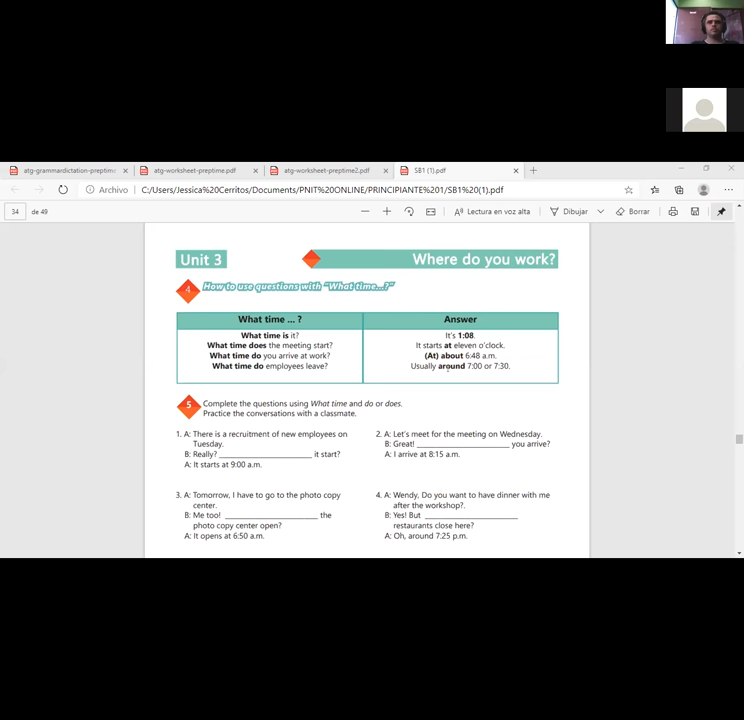 atg-grammardictation-preptime
atg-worksheet-preptime.pdf
atg-worksheet-preptime2.pdf
SB1 (1).pdf
Archivo
C:/Users/Jessica%20Cerritos/Documents/PNIT%20ONLINE/PRINCIPIANTE%201/SB1%20(1).pdf
34 de 49
Lectura en voz alta
Dibujar
Borrar
Unit 3
Where do you work?
4 How to use questions with “What time...?”
What time ... ? Answer
What time is it? It's 1:08.
What time does the meeting start? It starts at eleven o'clock.
What time do you arrive at work? (At) about 6:48 a.m.
What time do employees leave? Usually around 7:00 or 7:30.
5 Complete the questions using What time and do or does.
Practice the conversations with a classmate.
1. A: There is a recruitment of new employees on
Tuesday.
B: Really? ____________________ it start?
A: It starts at 9:00 a.m.
2. A: Let's meet for the meeting on Wednesday.
B: Great! ____________________ you arrive?
A: I arrive at 8:15 a.m.
3. A: Tomorrow, I have to go to the photo copy
center.
B: Me too! ____________________ the
photo copy center open?
A: It opens at 6:50 a.m.
4. A: Wendy, Do you want to have dinner with me
after the workshop?.
B: Yes! But ____________________
restaurants close here?
A: Oh, around 7:25 p.m.